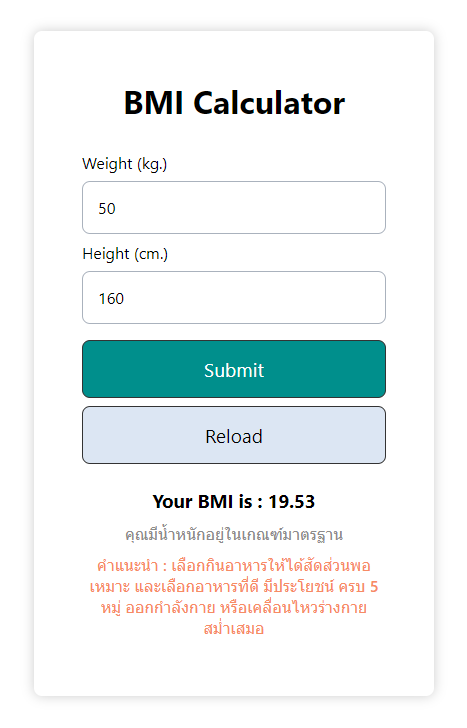 BMI Calculator
Weight (kg.)
50
Height (cm.)
160
Submit
Reload
Your BMI is : 19.53
คุณมีน้ำหนักอยู่ในเกณฑ์มาตรฐาน
คำแนะนำ : เลือกกินอาหารให้ได้สัดส่วนพอ
เหมาะ และเลือกอาหารที่ดี มีประโยชน์ ครบ 5
หมู่ ออกกำลังกาย หรือเคลื่อนไหวร่างกาย
สม่ำเสมอ